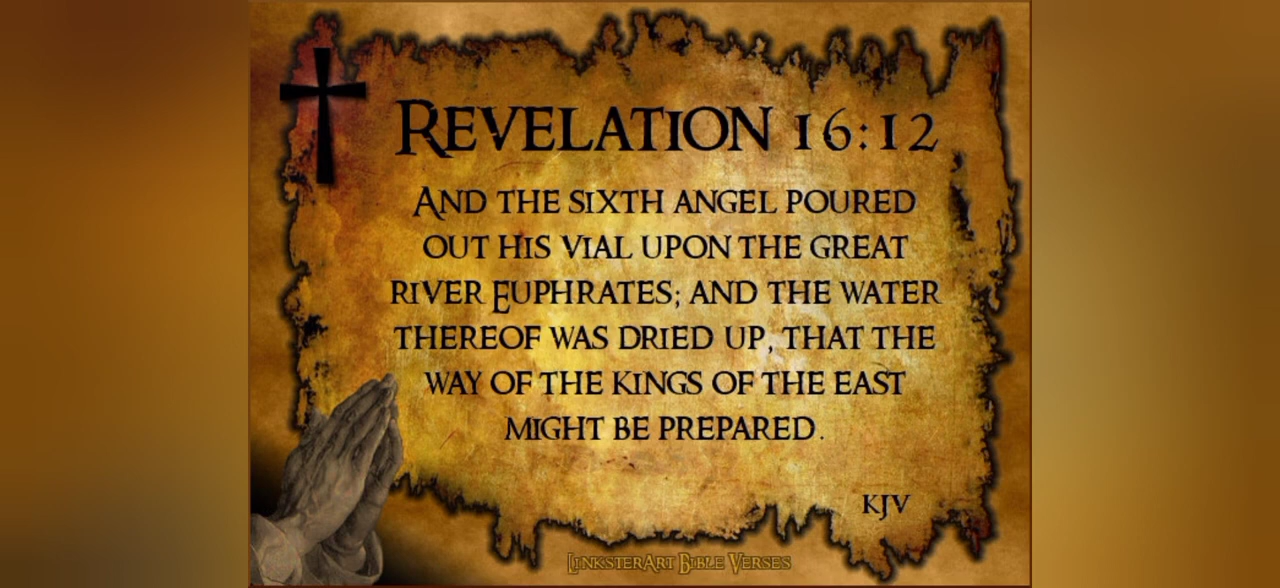 Revelation 16:12
And the sixth angel poured
out his vial upon the great
river Euphrates; and the water
thereof was dried up, that the
way of the kings of the east
might be prepared.
KJV
LinksterArt Bible Verses